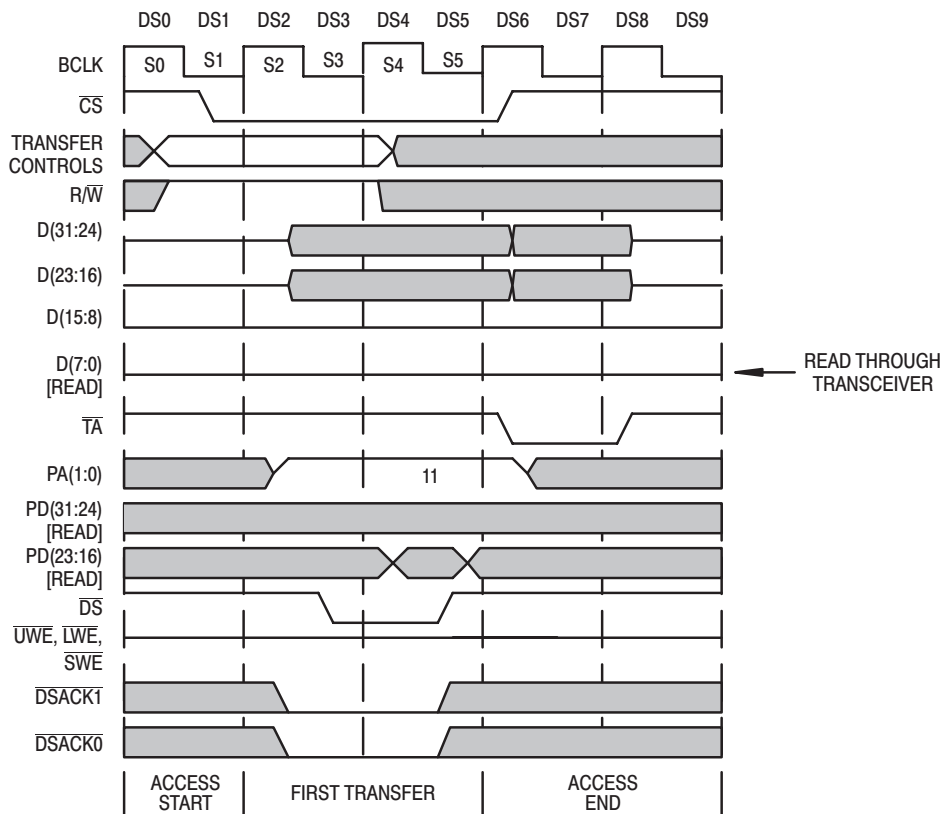 DS0 DS1 DS2 DS3 DS4 DS5 DS6 DS7 DS8 DS9
BCLK S0 S1 S2 S3 S4 S5
CS
TRANSFER
CONTROLS
R/W
D(31:24)
D(23:16)
D(15:8)
D(7:0)
[READ]
READ THROUGH
TRANSCEIVER
TA
PA(1:0) 11
PD(31:24)
[READ]
PD(23:16)
[READ]
DS
UWE, LWE,
SWE
DSACK1
DSACK0
ACCESS
START
FIRST TRANSFER
ACCESS
END